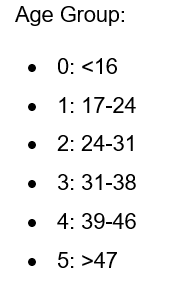 Age Group:
• 0: <16
• 1: 17-24
• 2: 24-31
• 3: 31-38
• 4: 39-46
• 5: >47